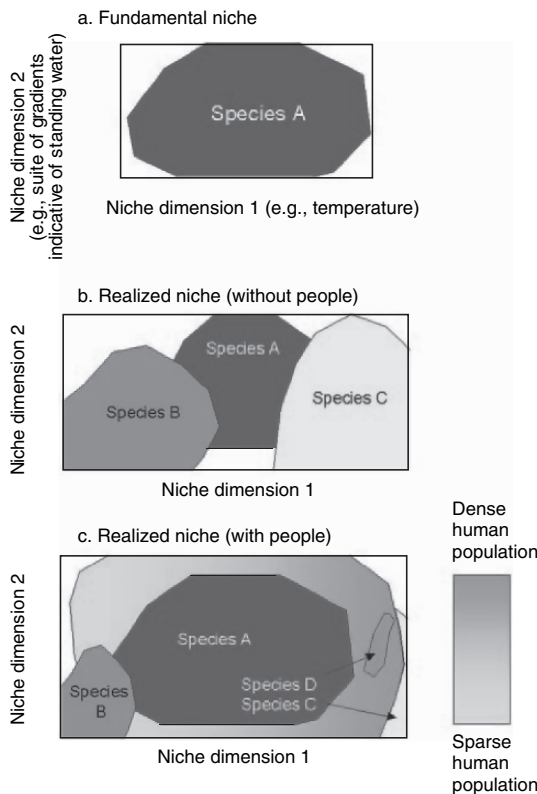 a. Fundamental niche
Niche dimension 2
(e.g., suite of gradients
indicative of standing water)
Species A
Niche dimension 1 (e.g., temperature)
b. Realized niche (without people)
Niche dimension 2
Species A
Species B
Species C
Niche dimension 1
c. Realized niche (with people)
Niche dimension 2
Species A
Species D
Species C
Species
B
Niche dimension 1
Dense
human
population
Sparse
human
population